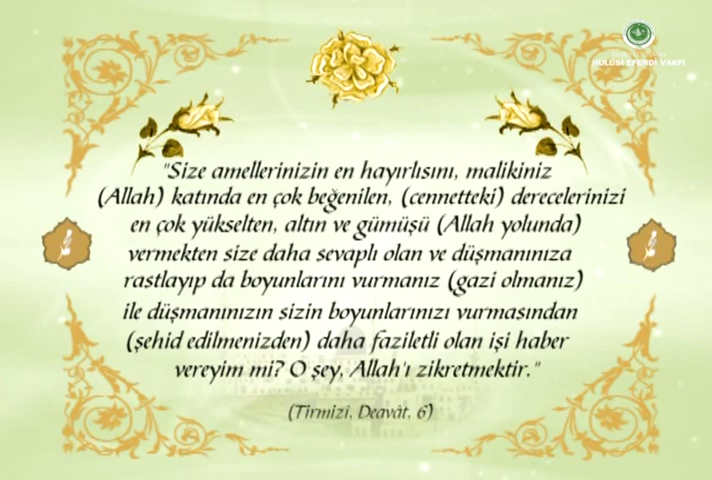 HULÛSİ EFENDİ VAKFI
"Size amellerinizin en hayırlısını, malikiniz
(Allah) katında en çok beğenilen, (cennetteki) derecelerinizi
en çok yükselten, altın ve gümüşü (Allah yolunda)
vermekten size daha sevaplı olan ve düşmanınıza
rastlayıp da boyunlarını vurmanız (gazi olmanız)
ile düşmanınızın sizin boyunlarınızı vurmasından
(şehid edilmenizden) daha faziletli olan işi haber
vereyim mi? O şey, Allah'ı zikretmektir."
(Tirmizi, Deavât, 6)